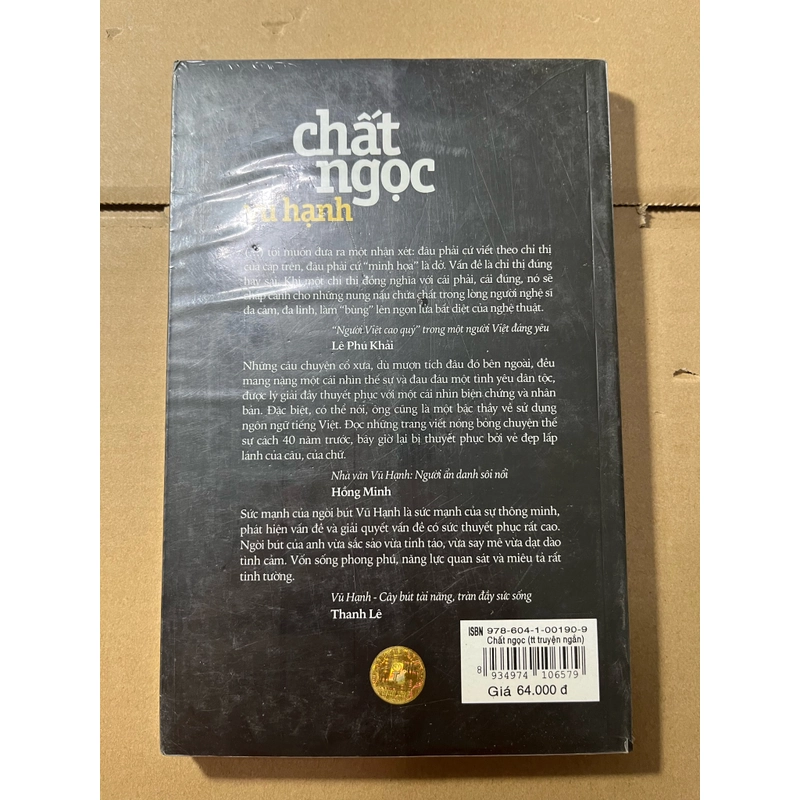 chất
ngọc
vũ hạnh
tôi muốn đưa ra một nhận xét: đâu phải cứ viết theo chỉ thị
của cấp trên, đâu phải cứ “minh họa” là dở. Vấn đề là chỉ thị đúng
hay sai. Khi một chỉ thị đồng nghĩa với cái phải, cái đúng, nó sẽ
chắp cánh cho những nung nấu chứa chất trong lòng người nghệ sĩ
đa cảm, đa linh, làm “bùng” lên ngọn lửa bất diệt của nghệ thuật.
“Người Việt cao quý” trong một người Việt đáng yêu
Lê Phú Khải
Những câu chuyện cổ xưa, dù mượn tích đâu đó bên ngoài, đều
mang nặng một cái nhìn thế sự và đau đáu một tình yêu dân tộc,
được lý giải đầy thuyết phục với một cái nhìn biện chứng và nhân
bản. Đặc biệt, có thể nói, ông cũng là một bậc thầy về sử dụng
ngôn ngữ tiếng Việt. Đọc những trang viết nóng bỏng chuyện thế
sự cách 40 năm trước, bây giờ lại bị thuyết phục bởi vẻ đẹp lấp
lánh của câu, của chữ.
Nhà văn Vũ Hạnh: Người ẩn danh sôi nổi
Hồng Minh
Sức mạnh của ngòi bút Vũ Hạnh là sức mạnh của sự thông minh,
phát hiện vấn đề và giải quyết vấn đề có sức thuyết phục rất cao.
Ngòi bút của anh vừa sắc sảo vừa tỉnh táo, vừa say mê vừa dạt dào
tình cảm. Vốn sống phong phú, năng lực quan sát và miêu tả rất
tinh tường.
Vũ Hạnh - Cây bút tài năng, tràn đầy sức sống
Thanh Lê
ISBN 978-604-1-00190-9
Chất ngọc (tt truyện ngắn)
8 934974 106579
Giá 64.000 đ